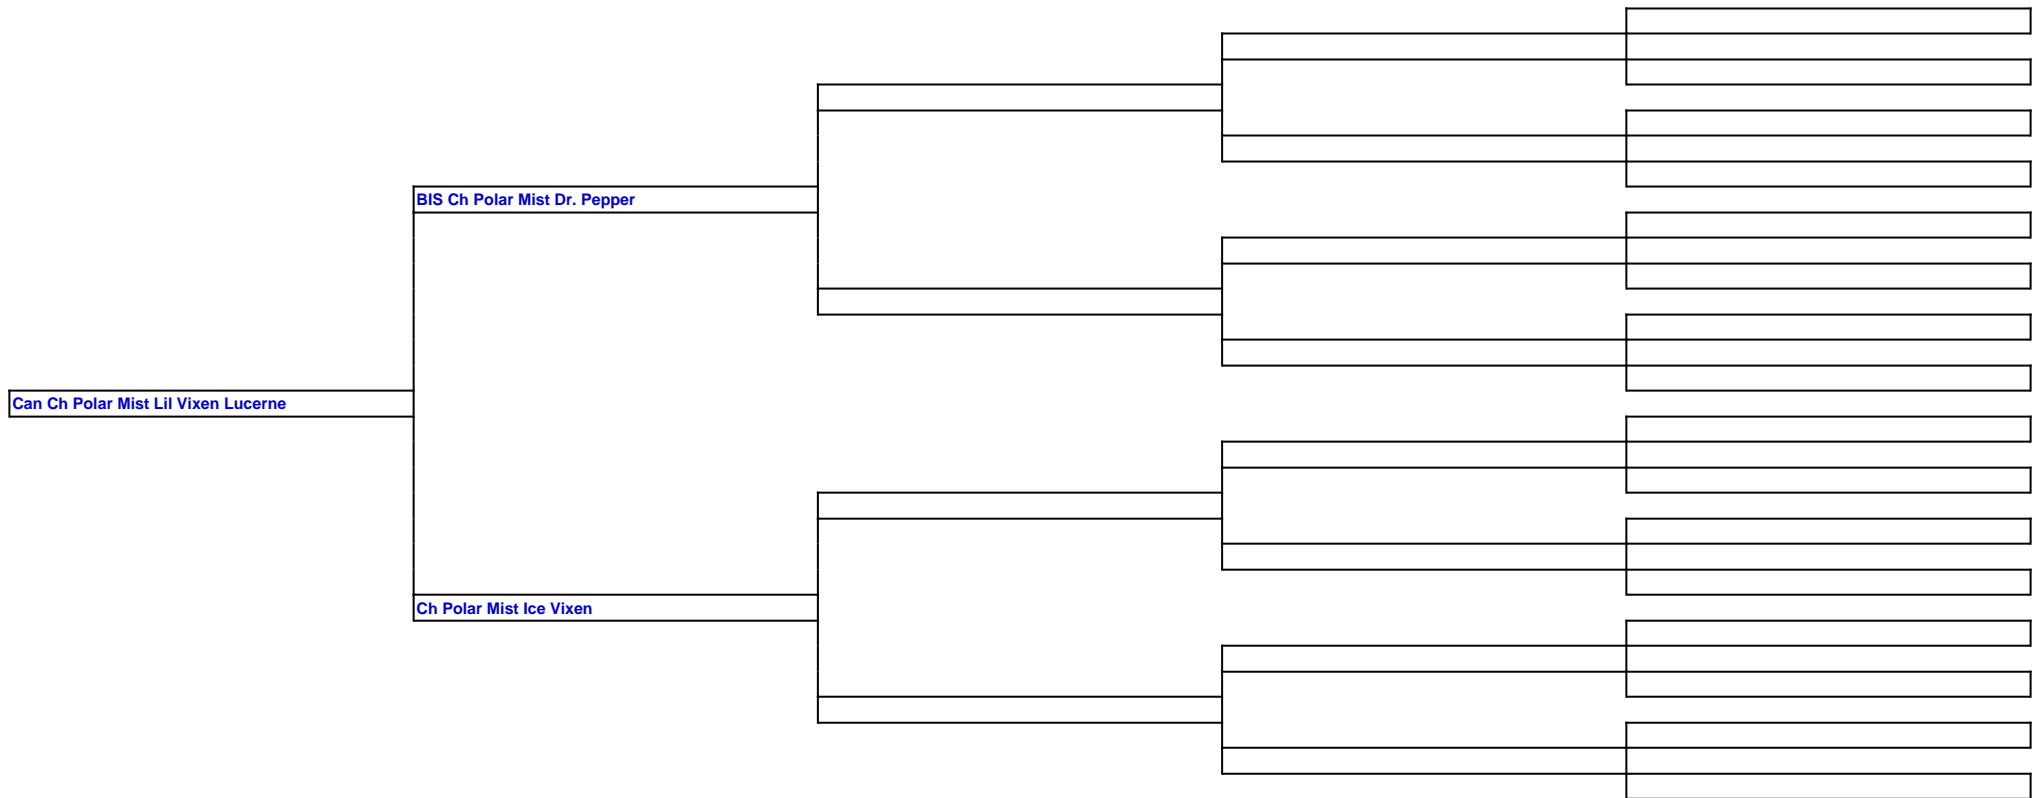 BIS Ch Polar Mist Dr. Pepper
Can Ch Polar Mist Lil Vixen Lucerne
Ch Polar Mist Ice Vixen